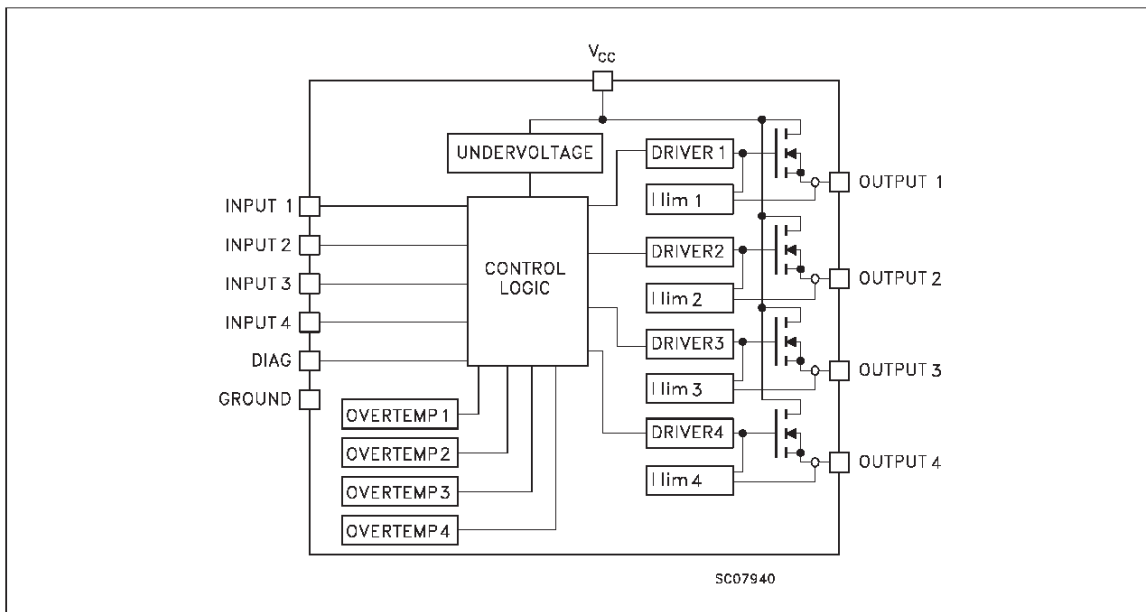 VCC
UNDERVOLTAGE
DRIVER 1
OUTPUT 1
I lim 1
INPUT 1
INPUT 2
DRIVER2
CONTROL
LOGIC
OUTPUT 2
INPUT 3
I lim 2
INPUT 4
DRIVER3
DIAG
OUTPUT 3
I lim 3
GROUND
OVERTEMP 1
DRIVER4
OVERTEMP2
OUTPUT 4
I lim 4
OVERTEMP3
OVERTEMP4
SC07940